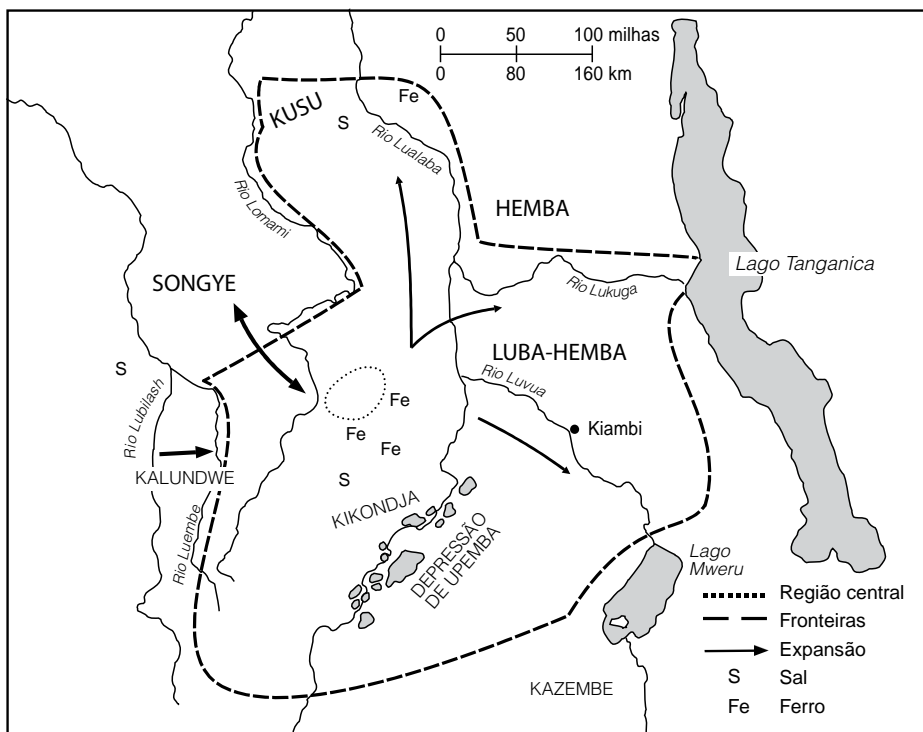 0 50 100 milhas
0 80 160 km
Fe
KUSU
S
Rio Lualaba
Rio Lomami
HEMBA
Lago Tanganica
Rio Lukuga
SONGYE
LUBA-HEMBA
S
Rio Luvua
Fe
Rio Lubilash
Kiambi
Fe
Fe
KALUNDWE
S
KIKONDJA
Rio Luembe
DEPRESSÃO
DE UPEMBA
Lago
Mweru
Região central
Fronteiras
Expansão
S Sal
Fe Ferro
KAZEMBE